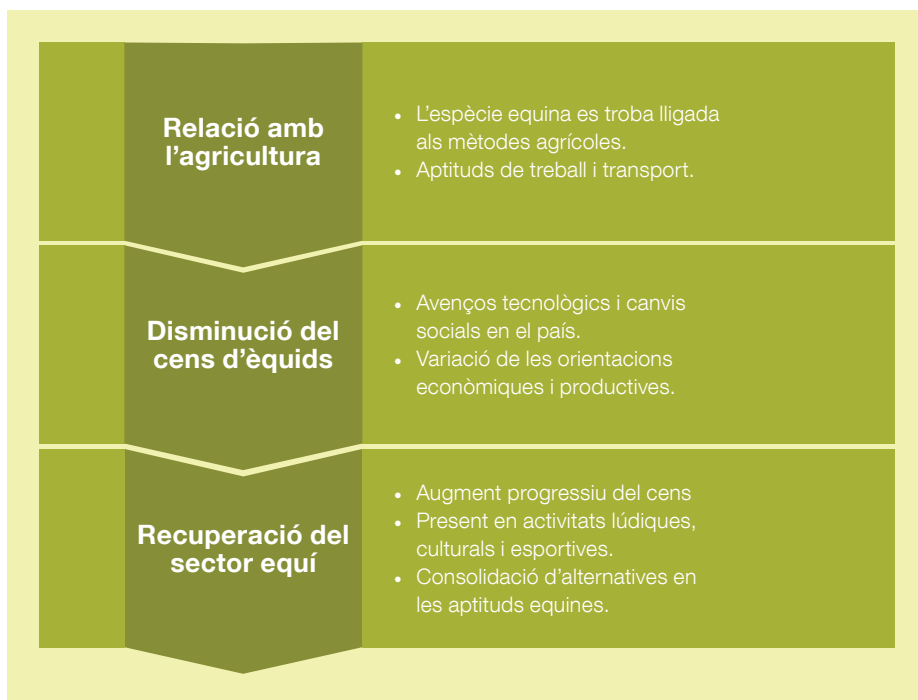 Relació amb
l’agricultura
• L’espècie equina es troba lligada
als mètodes agrícoles.
• Aptituds de treball i transport.
Disminució del
cens d’èquids
• Avenços tecnològics i canvis
socials en el país.
• Variació de les orientacions
econòmiques i productives.
Recuperació del
sector equí
• Augment progressiu del cens
• Present en activitats lúdiques,
culturals i esportives.
• Consolidació d’alternatives en
les aptituds equines.